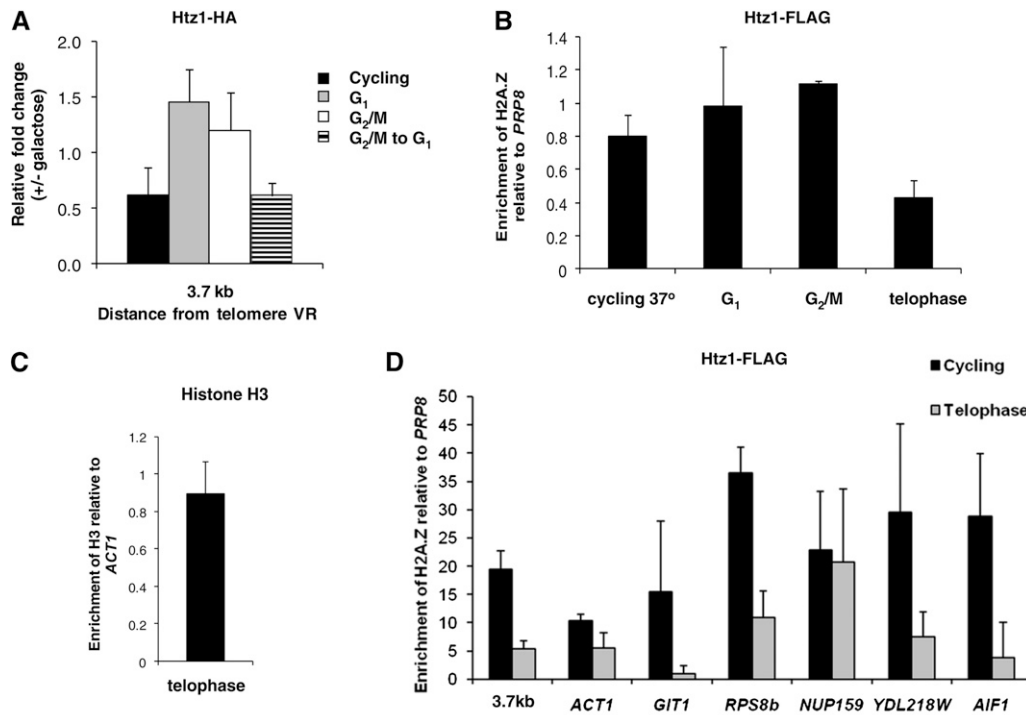 A
Htz1-HA
Relative fold change
(+/- galactose)
2.0
1.5
1.0
0.5
0.0
Cycling
G1
G2/M
G2/M to G1
3.7 kb
Distance from telomere VR
B
Htz1-FLAG
Enrichment of H2A.Z
relative to PRP8
1.4
1.2
1
0.8
0.6
0.4
0.2
0
cycling 37º
G1
G2/M
telophase
C
Histone H3
Enrichment of H3 relative to
ACT1
1.2
1
0.8
0.6
0.4
0.2
0
telophase
D
Htz1-FLAG
Cycling
Telophase
Enrichment of H2A.Z relative to PRP8
50
45
40
35
30
25
20
15
10
5
0
3.7kb
ACT1
GIT1
RPS8b
NUP159
YDL218W
AIF1